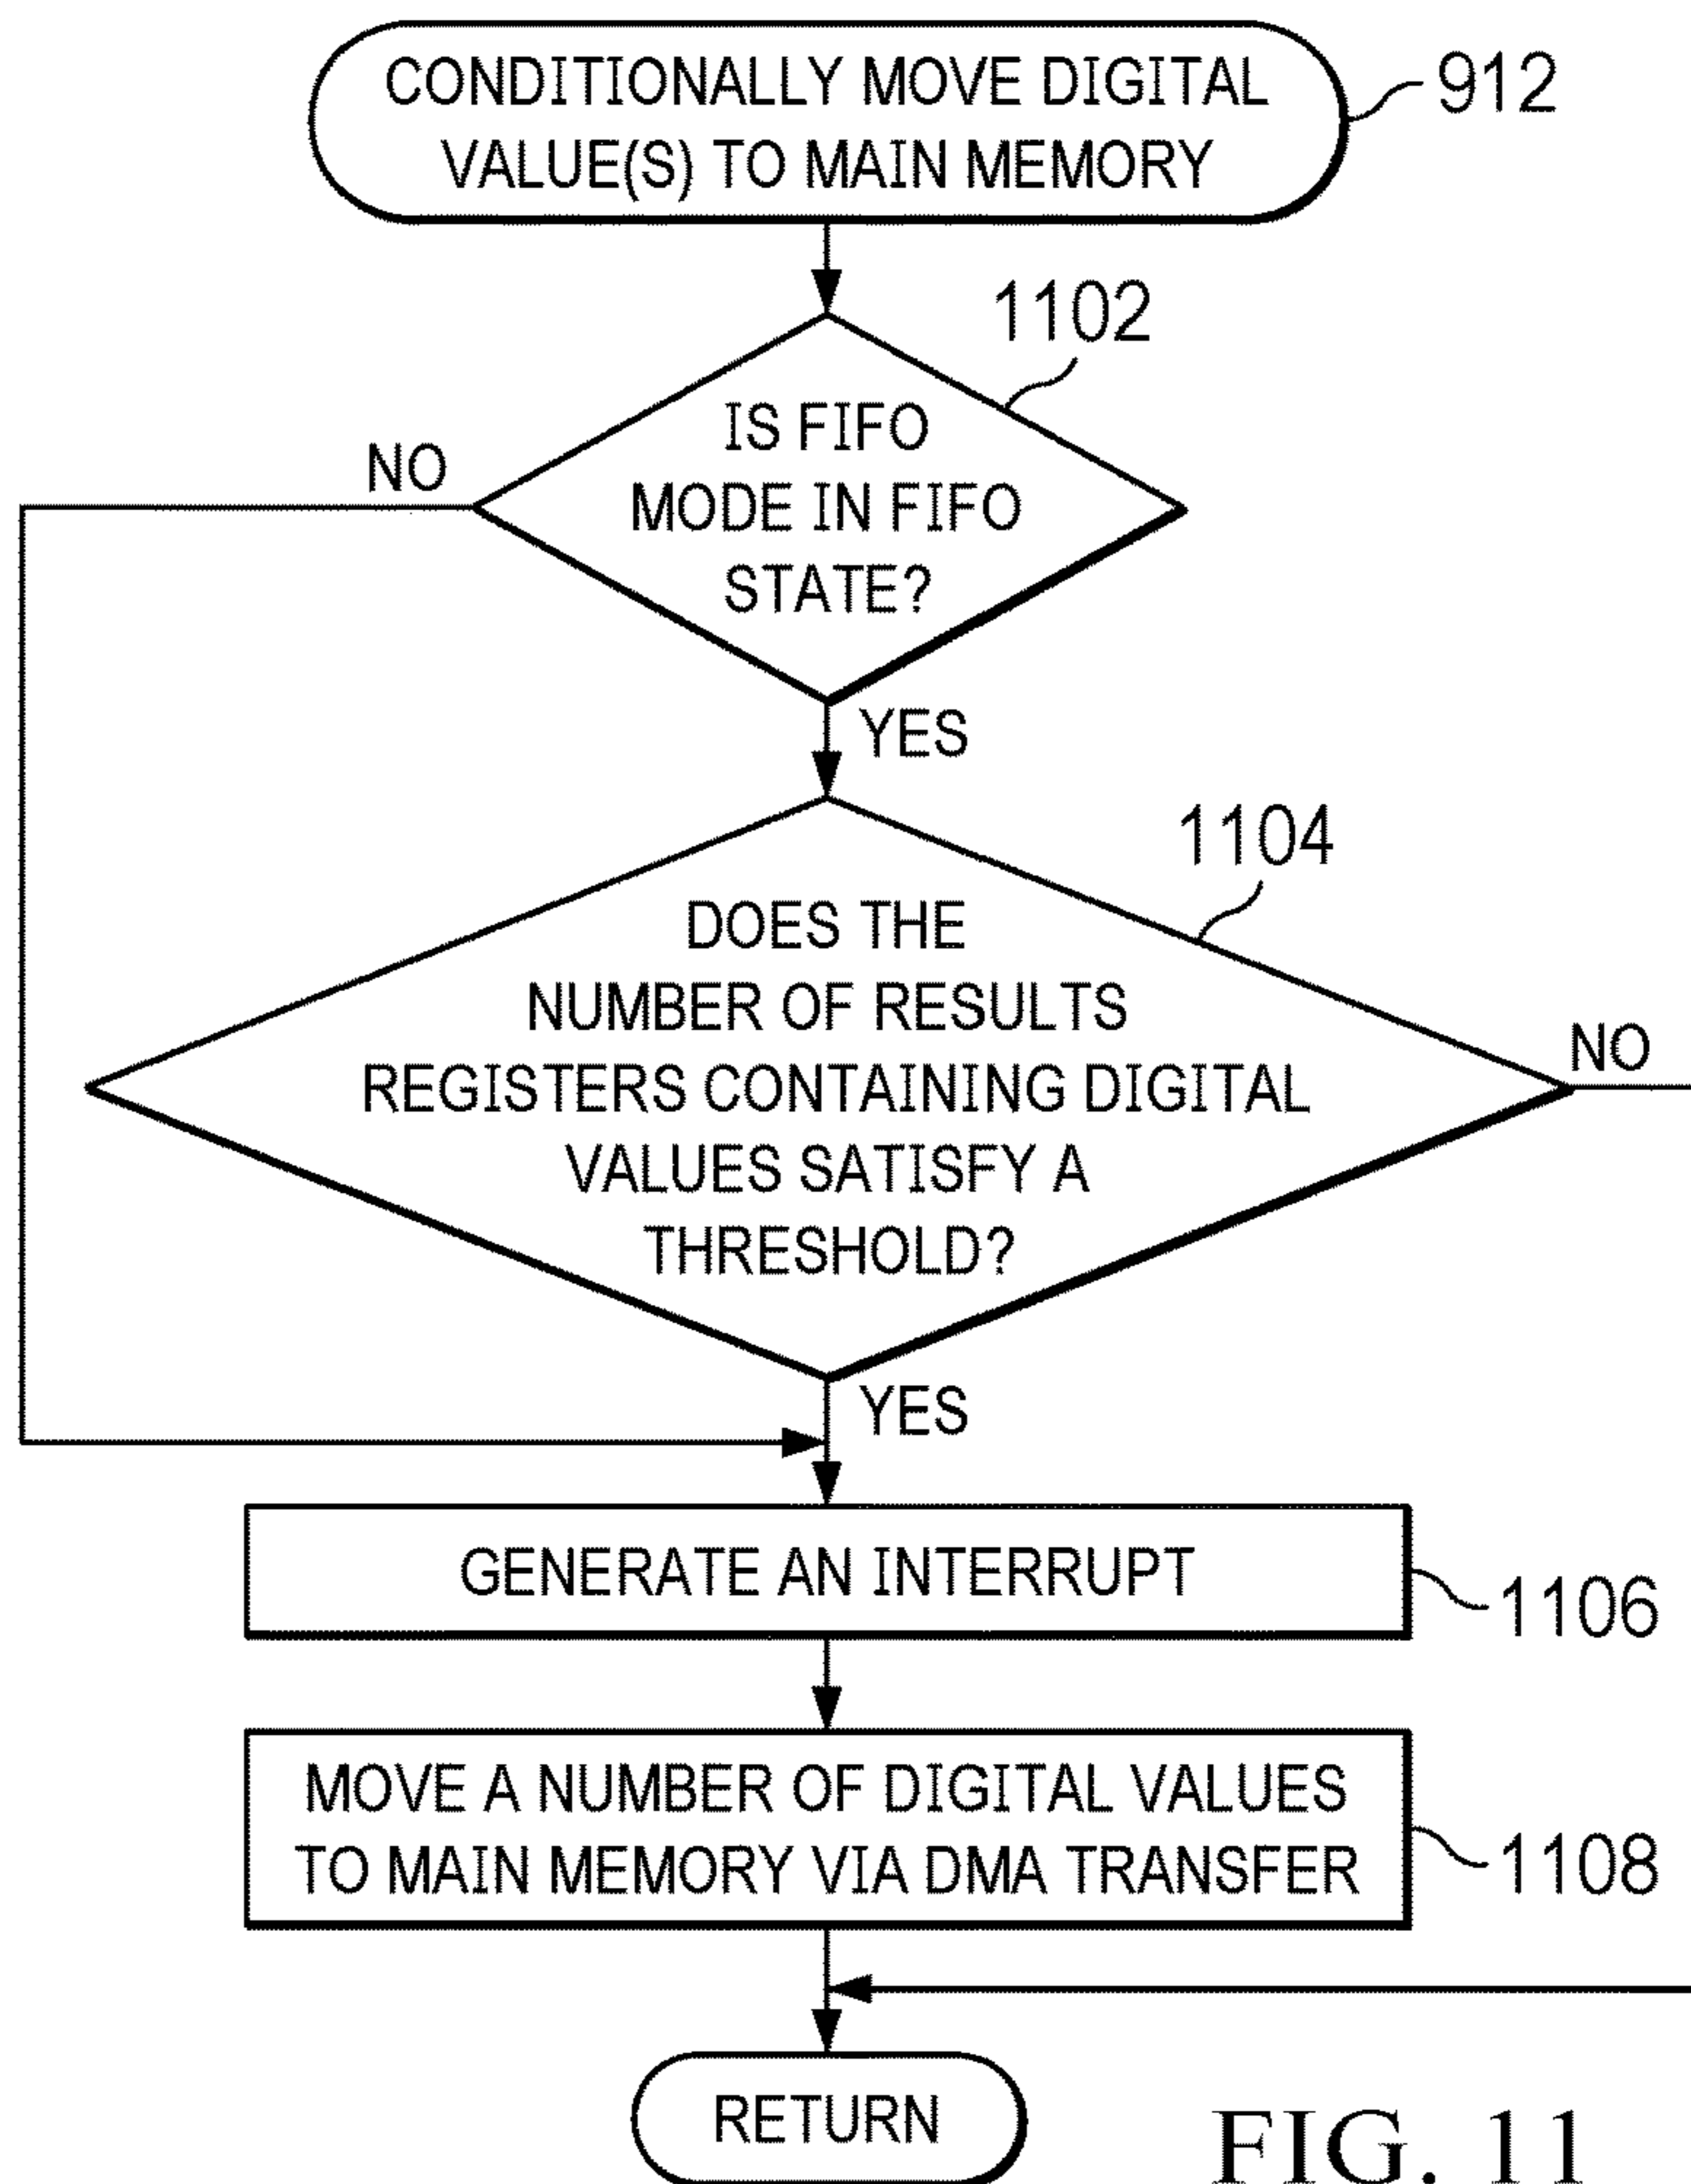 CONDITIONALLY MOVE DIGITAL
VALUE(S) TO MAIN MEMORY
912
1102
IS FIFO
MODE IN FIFO
STATE?
NO
YES
1104
DOES THE
NUMBER OF RESULTS
REGISTERS CONTAINING DIGITAL
VALUES SATISFY A
THRESHOLD?
NO
YES
GENERATE AN INTERRUPT
1106
MOVE A NUMBER OF DIGITAL VALUES
TO MAIN MEMORY VIA DMA TRANSFER
1108
RETURN
FIG. 11